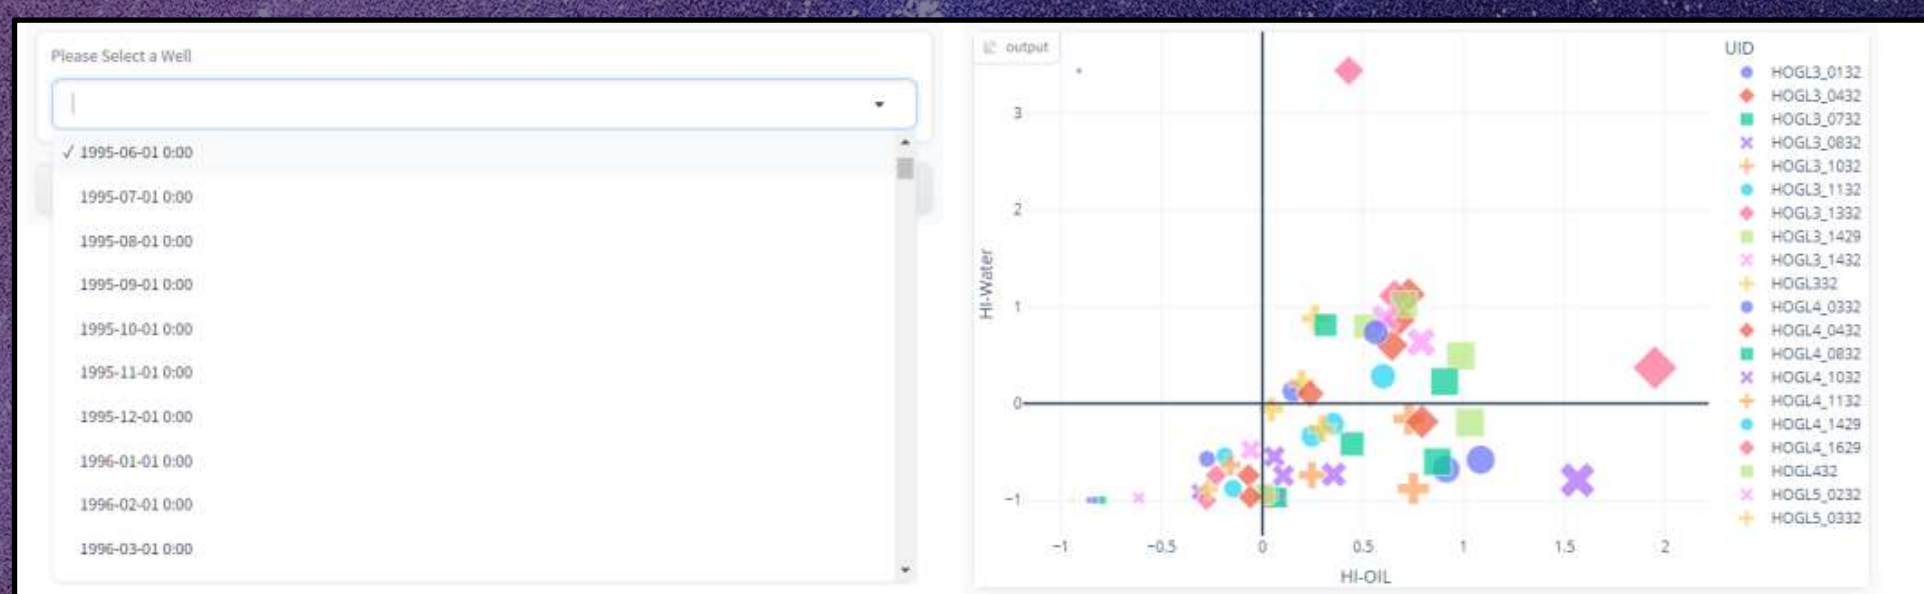 Please Select a Well
✓ 1995-06-01 0:00
1995-07-01 0:00
1995-08-01 0:00
1995-09-01 0:00
1995-10-01 0:00
1995-11-01 0:00
1995-12-01 0:00
1996-01-01 0:00
1996-02-01 0:00
1996-03-01 0:00
output
HI-Water
3
2
1
0
−1
−1
−0.5
0
0.5
1
1.5
2
HI-OIL
UID
HOGL3_0132
HOGL3_0432
HOGL3_0732
HOGL3_0832
HOGL3_1032
HOGL3_1132
HOGL3_1332
HOGL3_1429
HOGL3_1432
HOGL332
HOGL4_0332
HOGL4_0432
HOGL4_0832
HOGL4_1032
HOGL4_1132
HOGL4_1429
HOGL4_1629
HOGL432
HOGL5_0232
HOGL5_0332